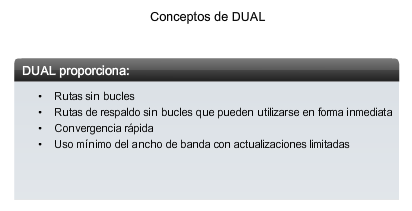 Conceptos de DUAL
DUAL proporciona:
• Rutas sin bucles
• Rutas de respaldo sin bucles que pueden utilizarse en forma inmediata
• Convergencia rápida
• Uso mínimo del ancho de banda con actualizaciones limitadas